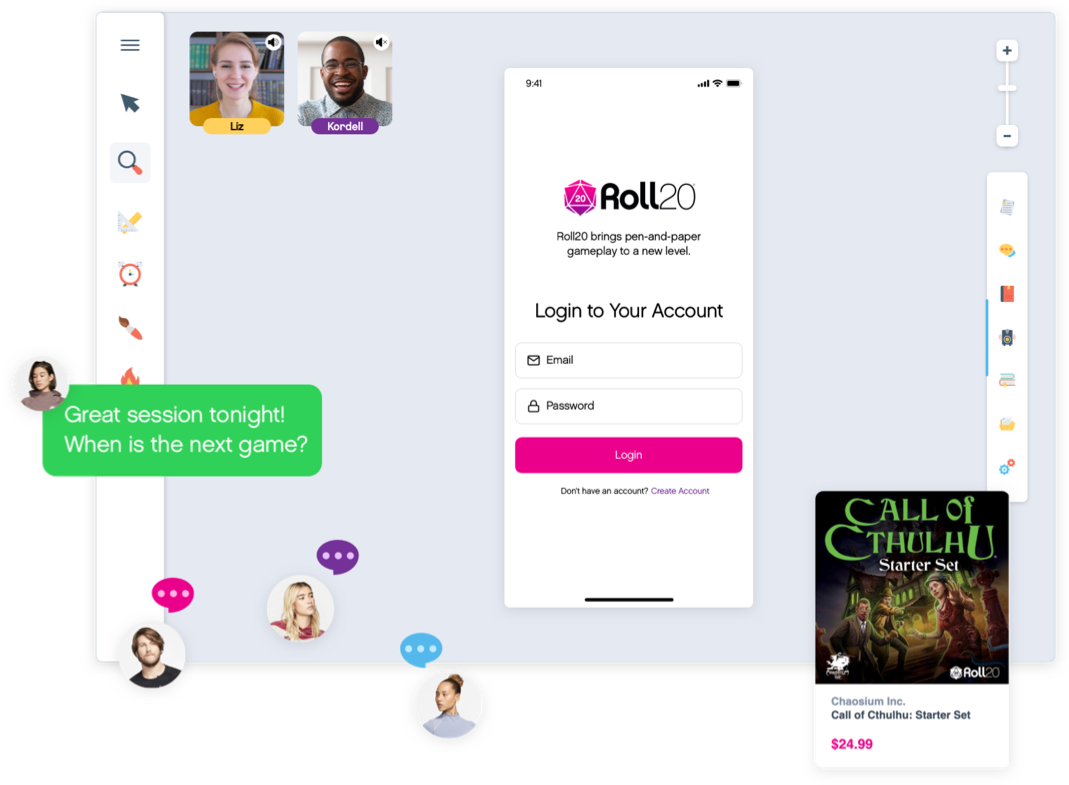 Liz
Kordell
9:41
20
Roll20
Roll20 brings pen-and-paper
gameplay to a new level.
Login to Your Account
Email
Password
Login
Don't have an account? Create Account
Great session tonight!
When is the next game?
CALL of
CTHULHU
Starter Set
Roll20
Chaosium Inc.
Call of Cthulhu: Starter Set
$24.99